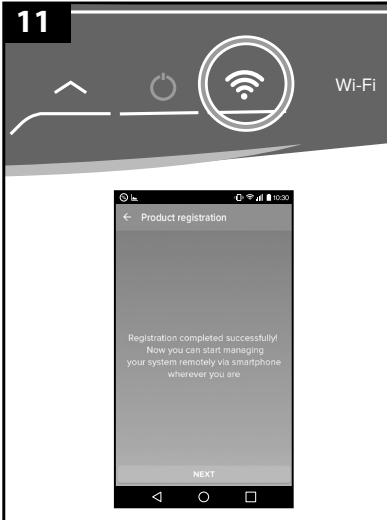 11
Wi-Fi
10:30
Product registration
Registration completed successfully!
Now you can start managing
your system remotely via smartphone
wherever you are
NEXT